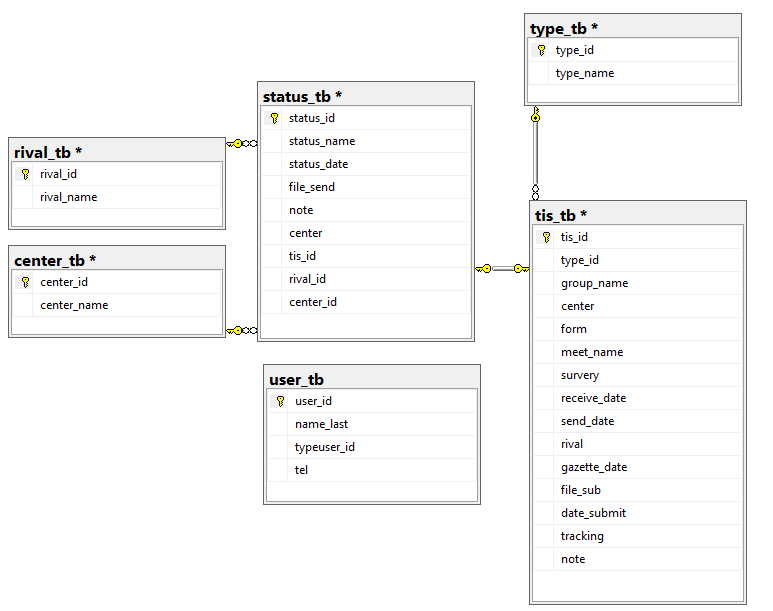 type_tb *
type_id
type_name
status_tb *
status_id
status_name
status_date
file_send
note
center
tis_id
rival_id
center_id
rival_tb *
rival_id
rival_name
center_tb *
center_id
center_name
tis_tb *
tis_id
type_id
group_name
center
form
meet_name
survery
receive_date
send_date
rival
gazette_date
file_sub
date_submit
tracking
note
user_tb
user_id
name_last
typeuser_id
tel